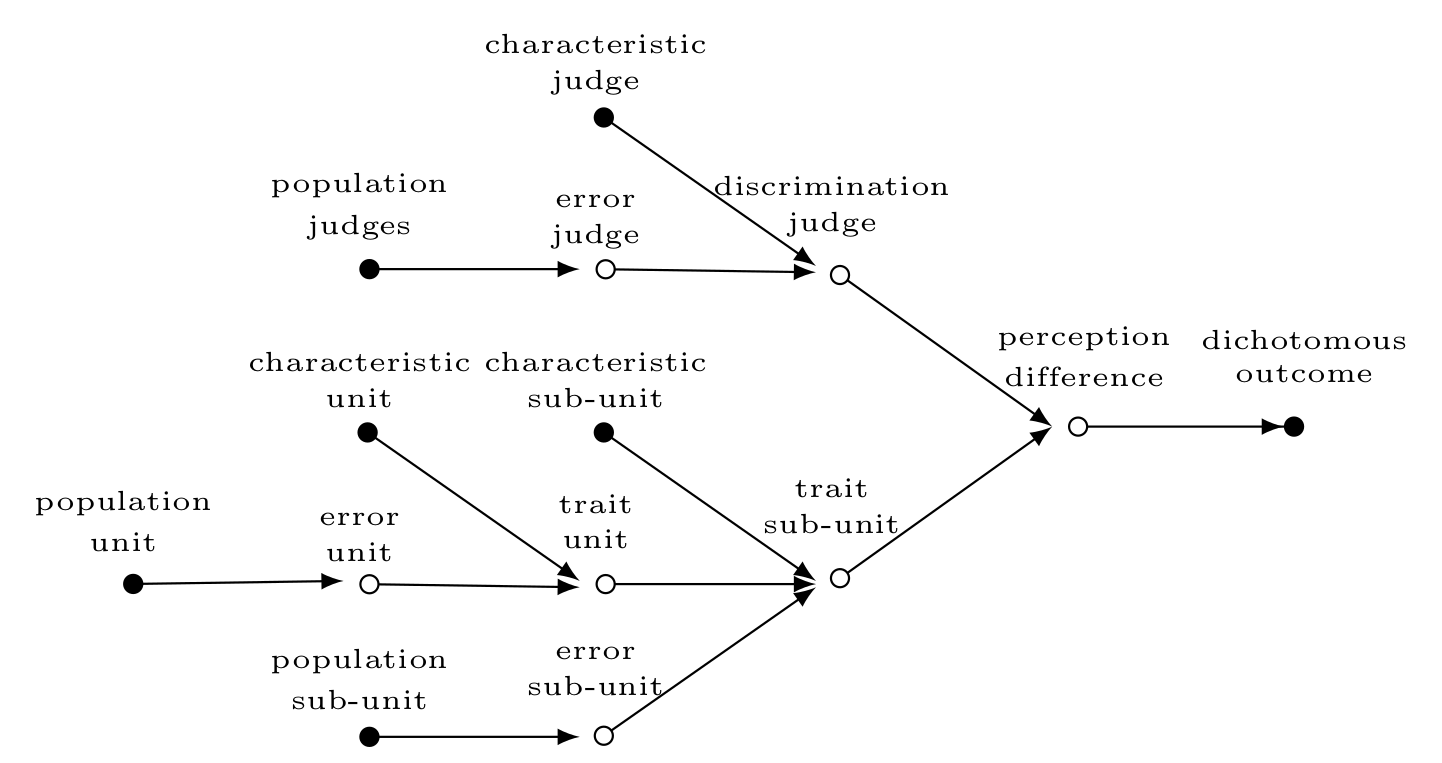 characteristic
judge
population
judges
error
judge
discrimination
judge
characteristic
unit
characteristic
sub-unit
perception
difference
dichotomous
outcome
population
unit
error
unit
trait
unit
trait
sub-unit
population
sub-unit
error
sub-unit